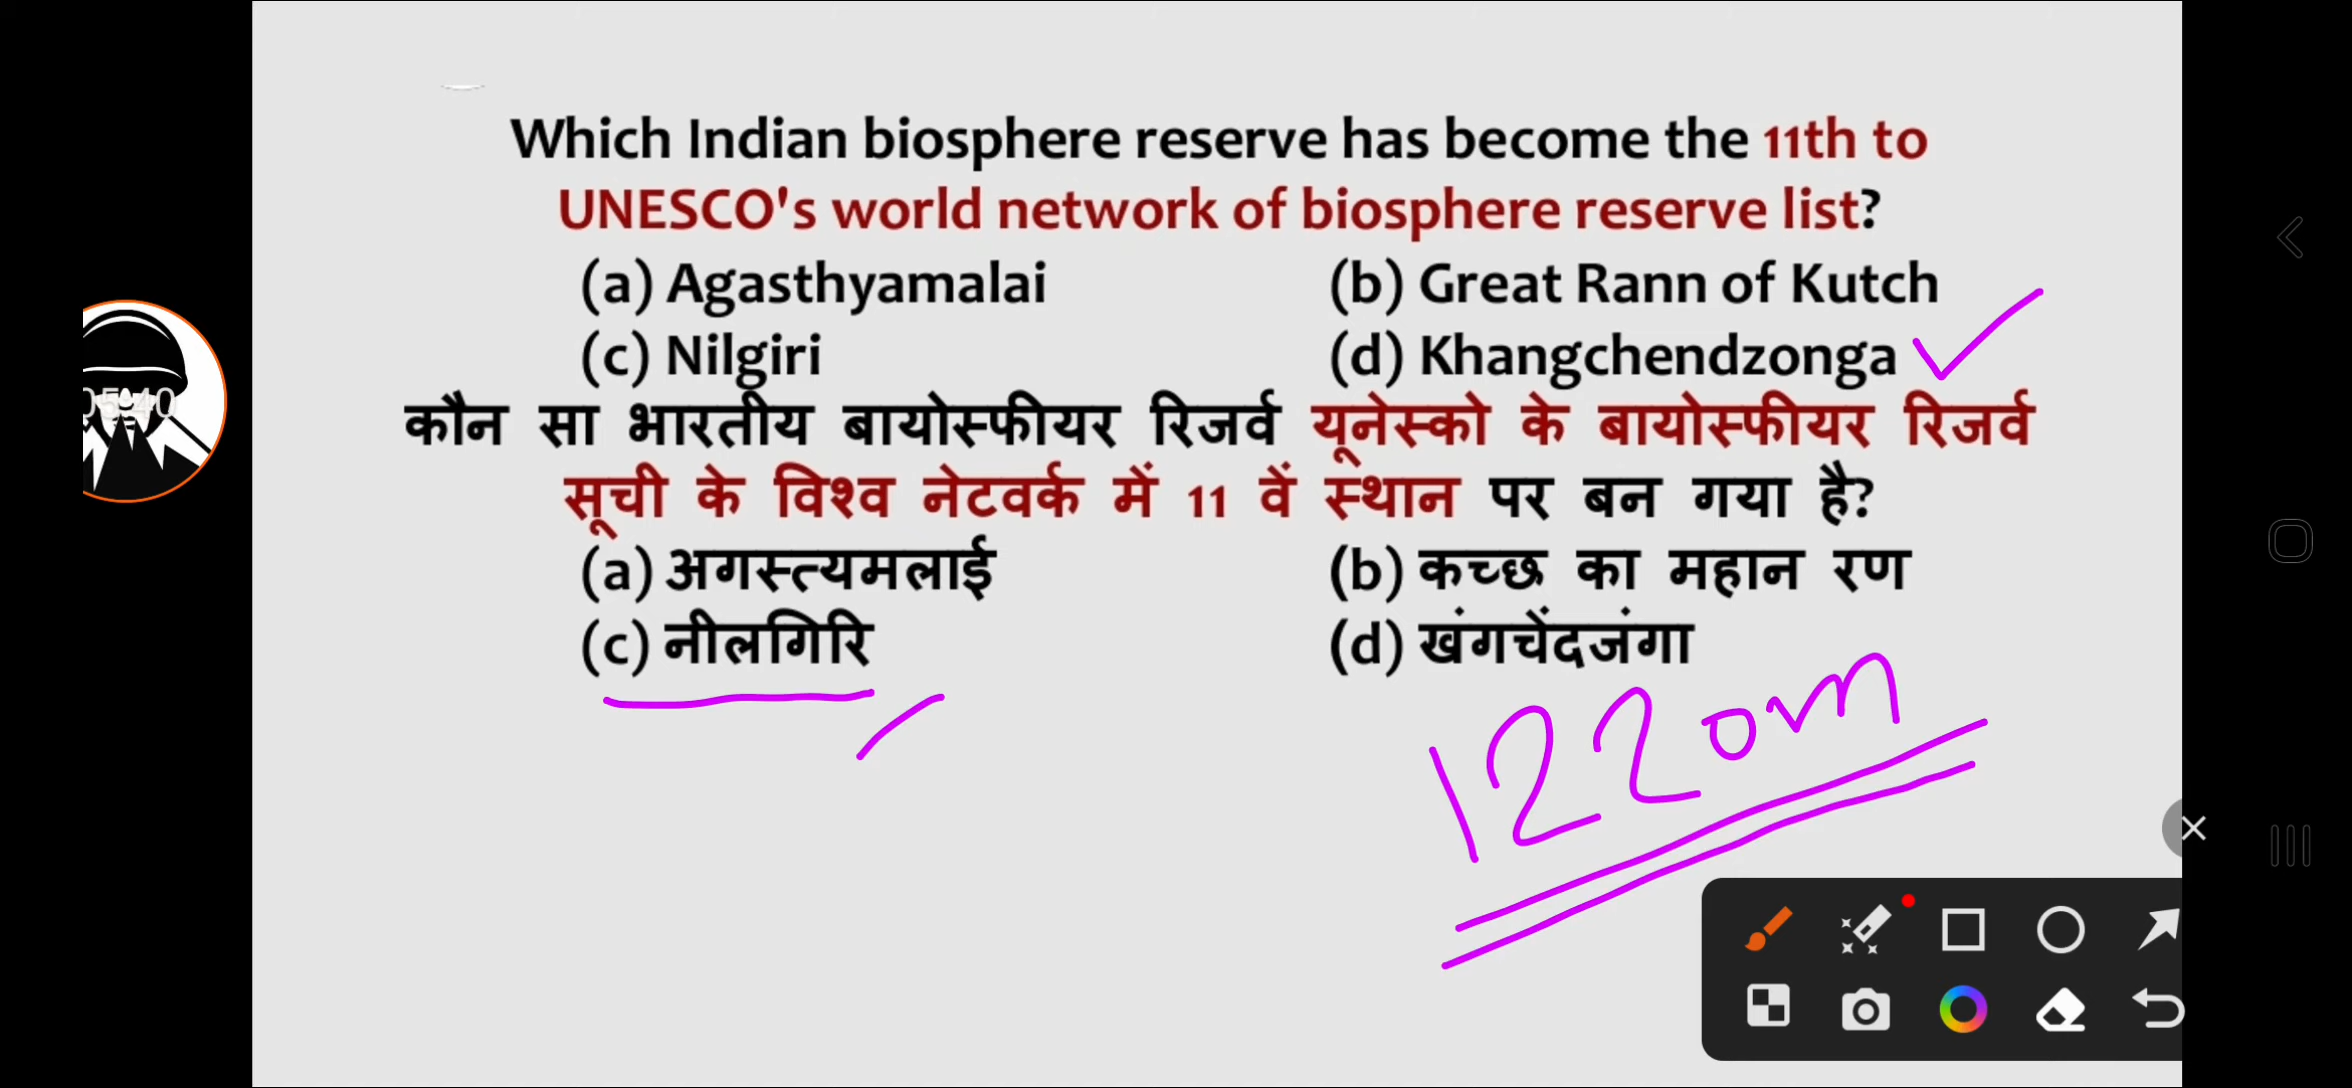 Which Indian biosphere reserve has become the 11th to
UNESCO's world network of biosphere reserve list?
(a) Agasthyamalai (b) Great Rann of Kutch
(c) Nilgiri (d) Khangchendzonga
कौन सा भारतीय बायोस्फीयर रिजर्व यूनेस्को के बायोस्फीयर रिजर्व
सूची के विश्व नेटवर्क में 11 वें स्थान पर बन गया है?
(a) अगस्त्यमलाई (b) कच्छ का महान रण
(c) नीलगिरि (d) खंगचेंदजंगा
1220m
05:40